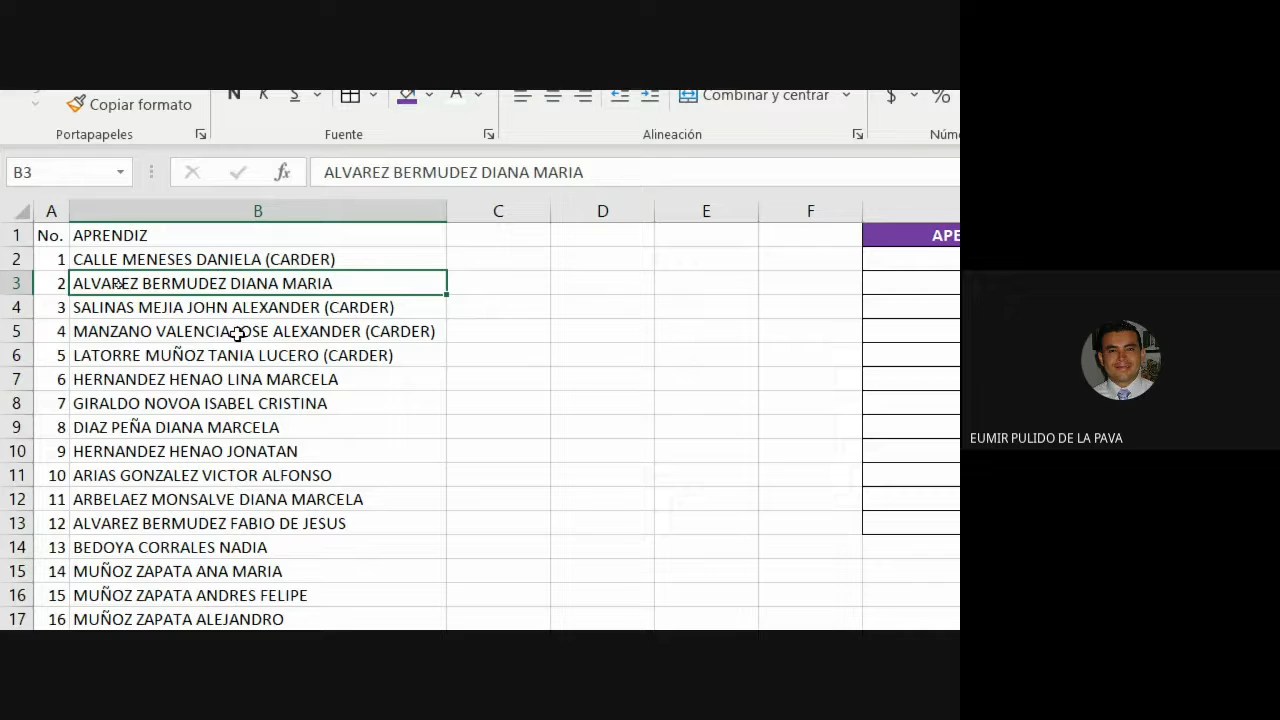 Copiar formato
N K S A
Combinar y centrar
$ %
Portapapeles
Fuente
Alineación
Núm
B3
fx
ALVAREZ BERMUDEZ DIANA MARIA
A B C D E F
1 No. APRENDIZ APE
2 1 CALLE MENESES DANIELA (CARDER)
3 2 ALVAREZ BERMUDEZ DIANA MARIA
4 3 SALINAS MEJIA JOHN ALEXANDER (CARDER)
5 4 MANZANO VALENCIA JOSE ALEXANDER (CARDER)
6 5 LATORRE MUÑOZ TANIA LUCERO (CARDER)
7 6 HERNANDEZ HENAO LINA MARCELA
8 7 GIRALDO NOVOA ISABEL CRISTINA
9 8 DIAZ PEÑA DIANA MARCELA
10 9 HERNANDEZ HENAO JONATAN
11 10 ARIAS GONZALEZ VICTOR ALFONSO
12 11 ARBELAEZ MONSALVE DIANA MARCELA
13 12 ALVAREZ BERMUDEZ FABIO DE JESUS
14 13 BEDOYA CORRALES NADIA
15 14 MUÑOZ ZAPATA ANA MARIA
16 15 MUÑOZ ZAPATA ANDRES FELIPE
17 16 MUÑOZ ZAPATA ALEJANDRO
EUMIR PULIDO DE LA PAVA